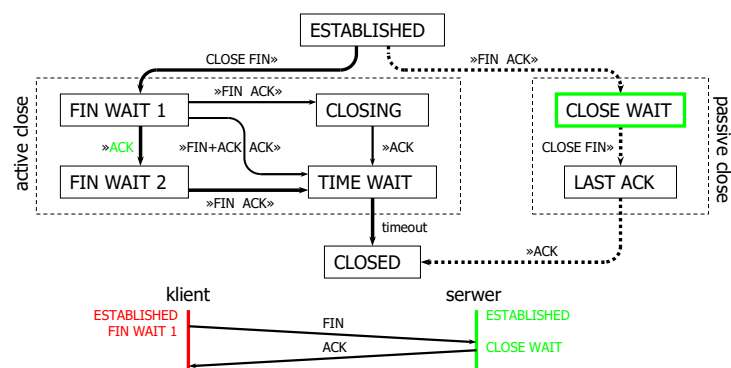 ESTABLISHED
CLOSE FIN»
»FIN ACK»
active close
FIN WAIT 1
»FIN ACK»
CLOSING
CLOSE WAIT
passive close
»ACK
»FIN+ACK ACK»
»ACK
CLOSE FIN»
FIN WAIT 2
TIME WAIT
LAST ACK
»FIN ACK»
timeout
»ACK
CLOSED
klient
serwer
ESTABLISHED
FIN WAIT 1
FIN
ESTABLISHED
ACK
CLOSE WAIT